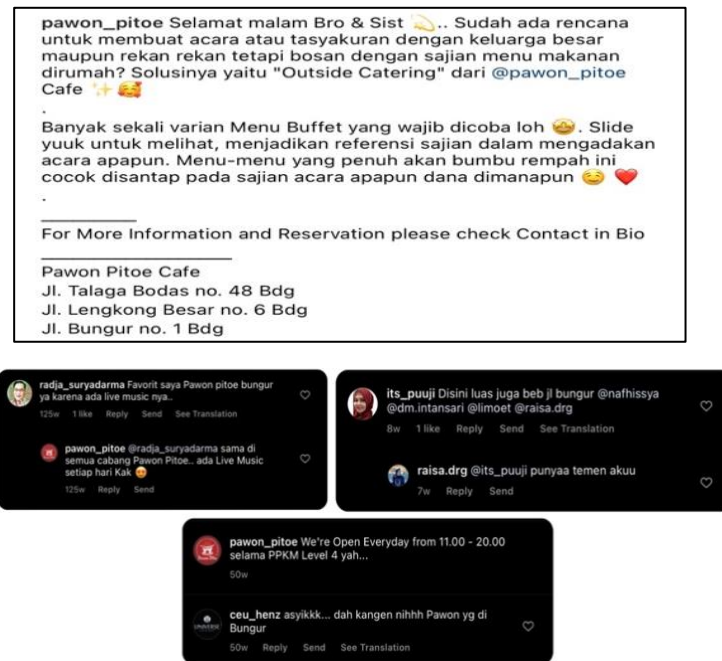 pawon_pitoe Selamat malam Bro & Sist 💫.. Sudah ada rencana
untuk membuat acara atau tasyakuran dengan keluarga besar
maupun rekan rekan tetapi bosan dengan sajian menu makanan
dirumah? Solusinya yaitu "Outside Catering" dari @pawon_pitoe
Cafe ✨🥰
.
Banyak sekali varian Menu Buffet yang wajib dicoba loh 🤩. Slide
yuuk untuk melihat, menjadikan referensi sajian dalam mengadakan
acara apapun. Menu-menu yang penuh akan bumbu rempah ini
cocok disantap pada sajian acara apapun dana dimanapun ☺️ ❤️
.
For More Information and Reservation please check Contact in Bio
Pawon Pitoe Cafe
Jl. Talaga Bodas no. 48 Bdg
Jl. Lengkong Besar no. 6 Bdg
Jl. Bungur no. 1 Bdg
radja_suryadarma Favorit saya Pawon pitoe bungur
ya karena ada live music nya..
125w 1 like Reply Send See Translation
pawon_pitoe @radja_suryadarma sama di
semua cabang Pawon Pitoe.. ada Live Music
setiap hari Kak 😍
125w Reply Send
its_puuji Disini luas juga beb jl bungur @nafhissya
@dm.intansari @limoet @raisa.drg
8w 1 like Reply Send See Translation
raisa.drg @its_puuji punyaa temen akuu
7w Reply Send
pawon_pitoe We're Open Everyday from 11.00 - 20.00
selama PPKM Level 4 yah...
50w
ceu_henz asyikkk... dah kangen nihhh Pawon yg di
Bungur
50w Reply Send See Translation